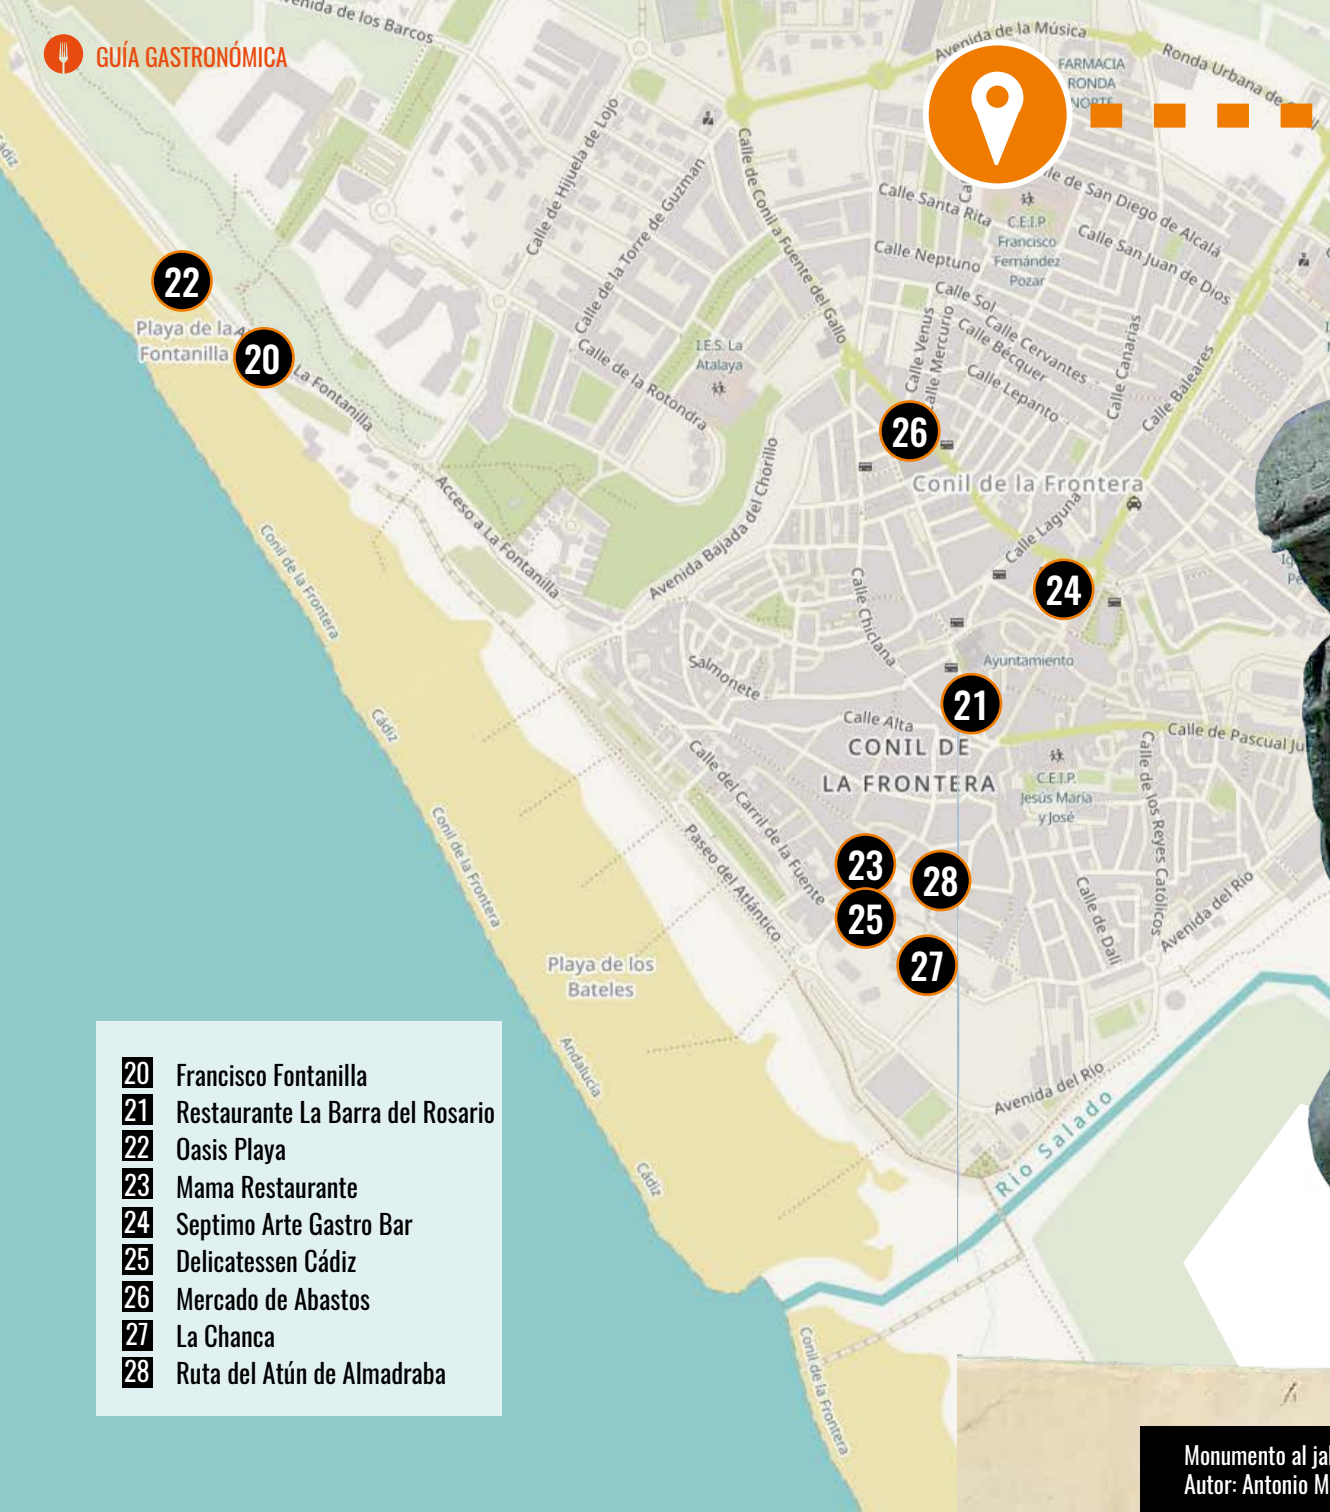 GUÍA GASTRONÓMICA
Avenida de la Música
FARMACIA
RONDA
NORTE
Ronda Urbana de
Calle de Hijuela de Lojo
Calle de la Torre de Guzman
Calle de Conil a Fuente del Gallo
Calle Santa Rita
Calle Neptuno
C.E.I.P.
Francisco
Fernández
Pozar
de San Diego de Alcalá
Calle San Juan de Dios
Calle Sol
Calle Venus
Calle Mercurio
Calle Cervantes
Calle Bécquer
Calle Lepanto
Calle Canarias
Calle Baleares
22
Playa de la
Fontanilla
20
La Fontanilla
Calle de la Rotondra
I.E.S. La
Atalaya
26
Conil de la Frontera
Acceso a La Fontanilla
Avenida Bajada del Chorillo
Calle Laguna
24
Calle Chiclana
Ayuntamiento
Salmonete
21
Calle Alta
CONIL DE
LA FRONTERA
Calle de Pascual
C.E.I.P.
Jesús María
y José
Calle de los Reyes Católicos
Calle del Carril de la Fuente
Paseo del Atlántico
23
28
25
27
Calle de Dalí
Avenida del Río
Conil de la Frontera
Cádiz
Conil de la Frontera
Playa de los
Bateles
Andalucía
Cádiz
Avenida del Río
Río Salado
Conil de la Frontera
20 Francisco Fontanilla
21 Restaurante La Barra del Rosario
22 Oasis Playa
23 Mama Restaurante
24 Septimo Arte Gastro Bar
25 Delicatessen Cádiz
26 Mercado de Abastos
27 La Chanca
28 Ruta del Atún de Almadraba
Monumento al
Autor: Antonio